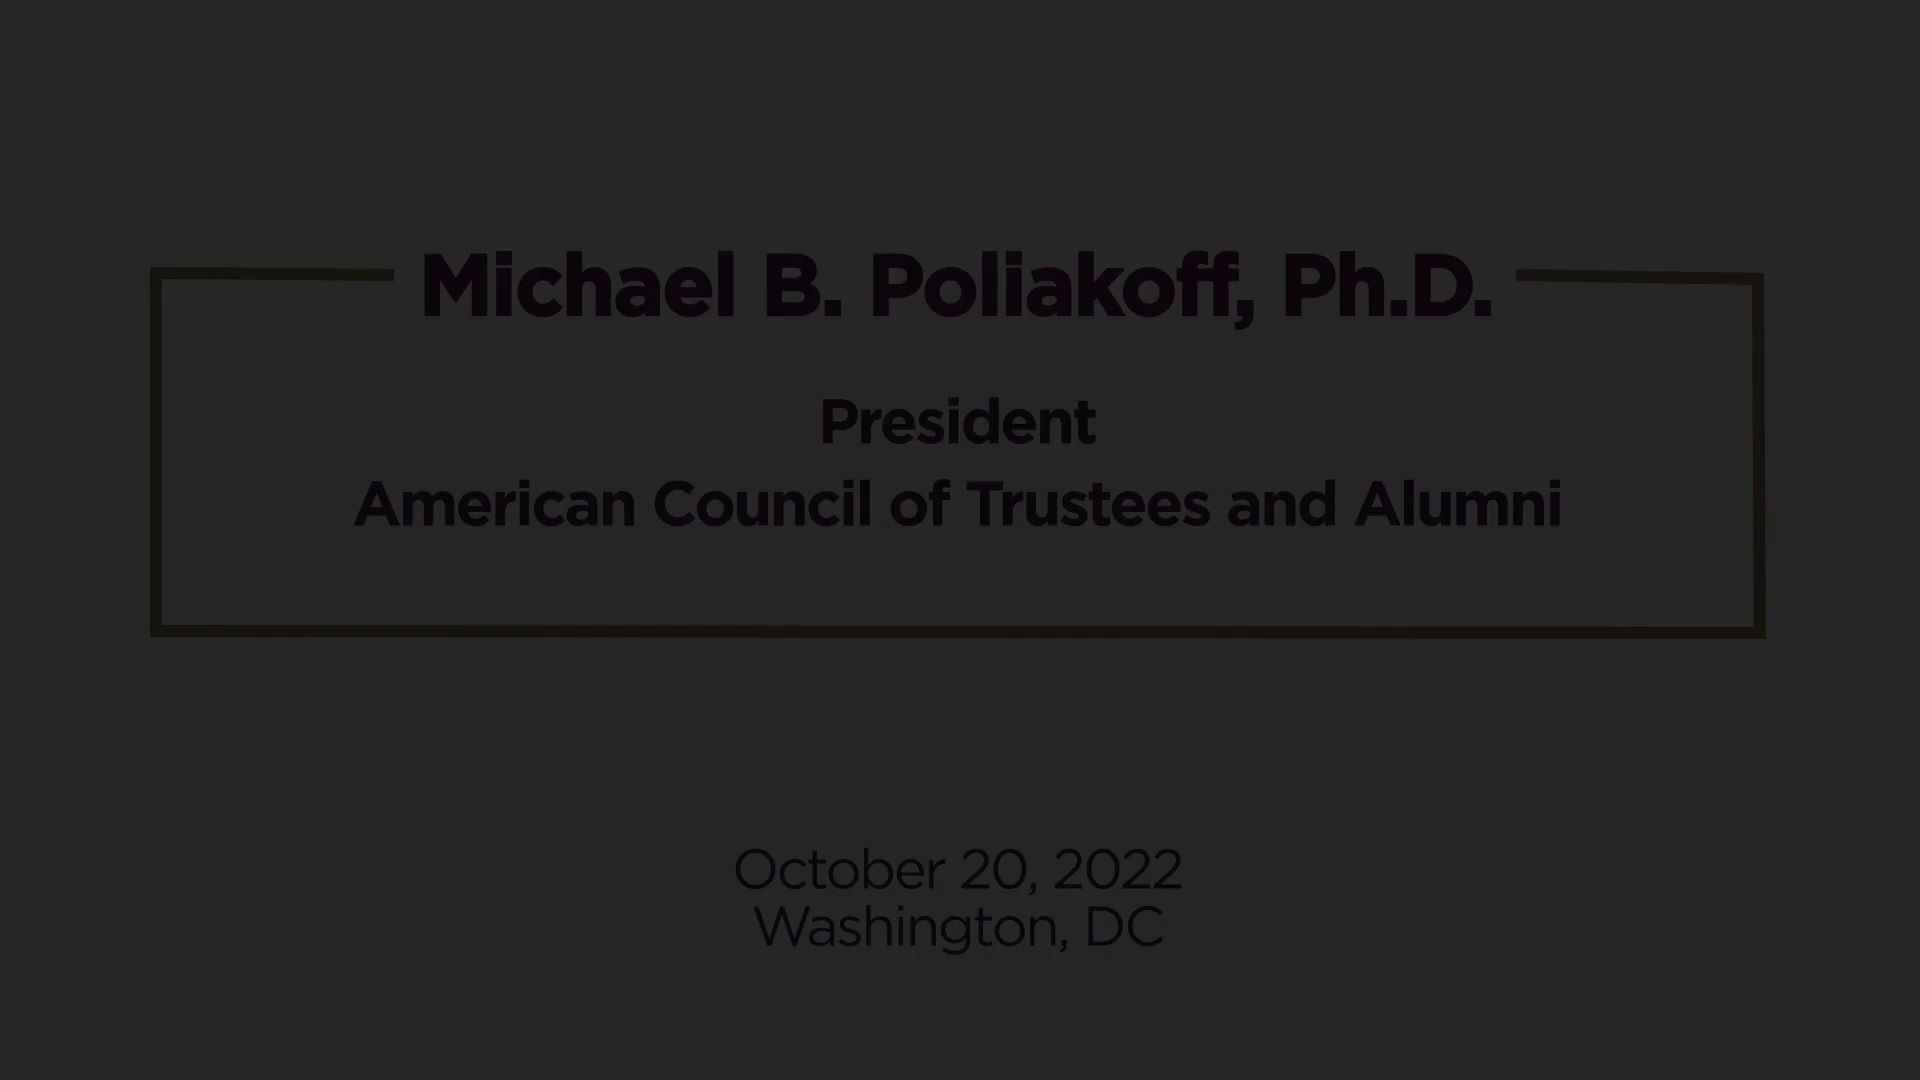 Michael B. Poliakoff, Ph.D.
President
American Council of Trustees and Alumni
October 20, 2022
Washington, DC